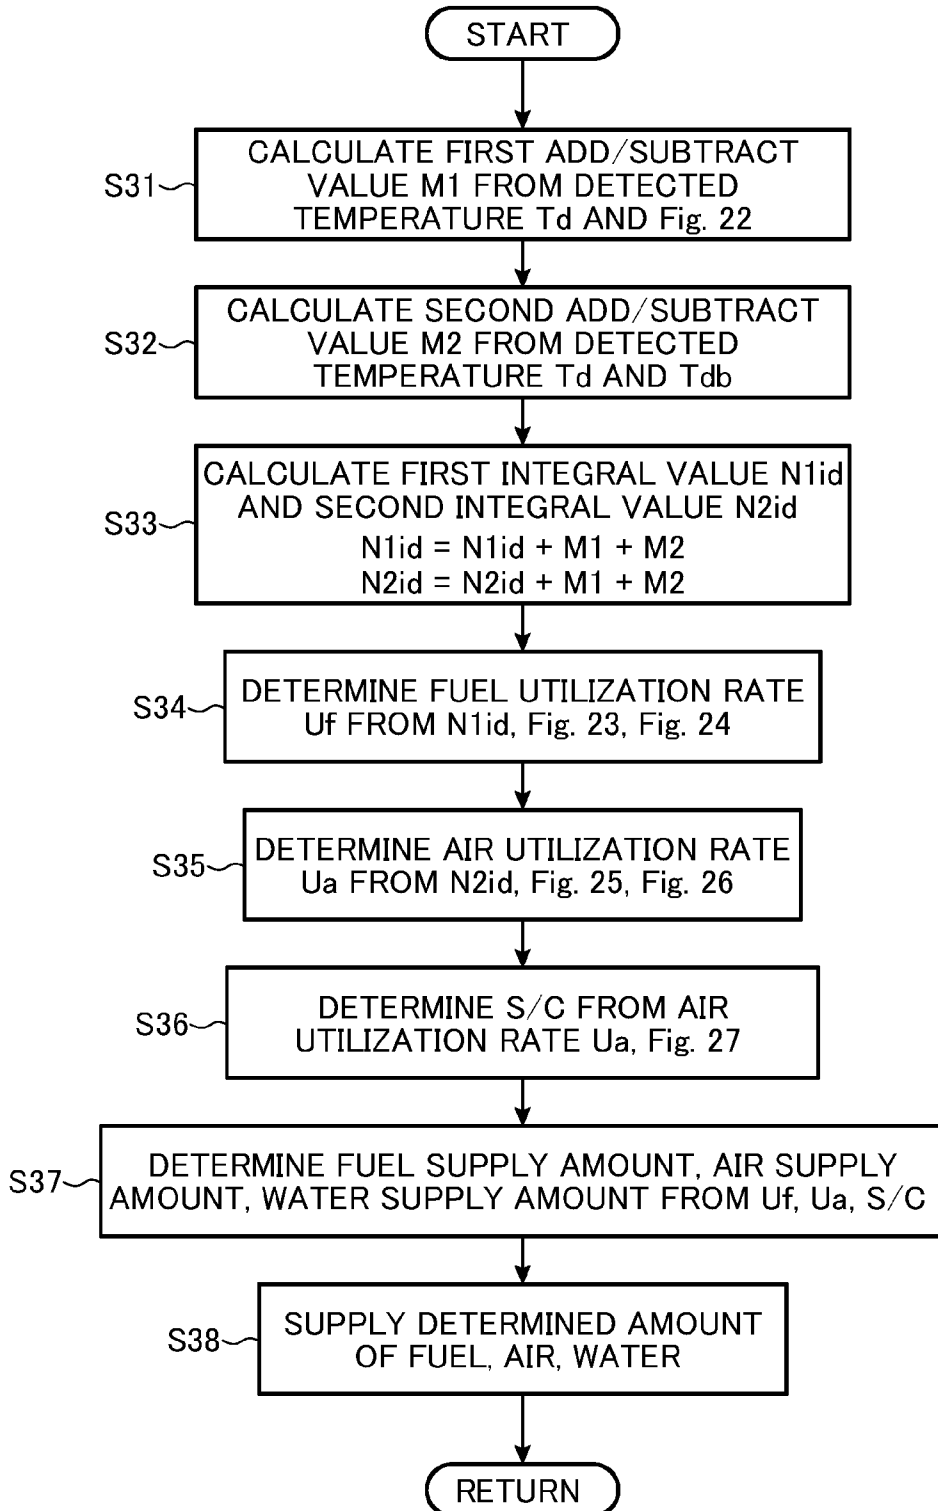 START
S31
CALCULATE FIRST ADD/SUBTRACT
VALUE M1 FROM DETECTED
TEMPERATURE Td AND Fig. 22
S32
CALCULATE SECOND ADD/SUBTRACT
VALUE M2 FROM DETECTED
TEMPERATURE Td AND Tdb
S33
CALCULATE FIRST INTEGRAL VALUE N1id
AND SECOND INTEGRAL VALUE N2id
N1id = N1id + M1 + M2
N2id = N2id + M1 + M2
S34
DETERMINE FUEL UTILIZATION RATE
Uf FROM N1id, Fig. 23, Fig. 24
S35
DETERMINE AIR UTILIZATION RATE
Ua FROM N2id, Fig. 25, Fig. 26
S36
DETERMINE S/C FROM AIR
UTILIZATION RATE Ua, Fig. 27
S37
DETERMINE FUEL SUPPLY AMOUNT, AIR SUPPLY
AMOUNT, WATER SUPPLY AMOUNT FROM Uf, Ua, S/C
S38
SUPPLY DETERMINED AMOUNT
OF FUEL, AIR, WATER
RETURN